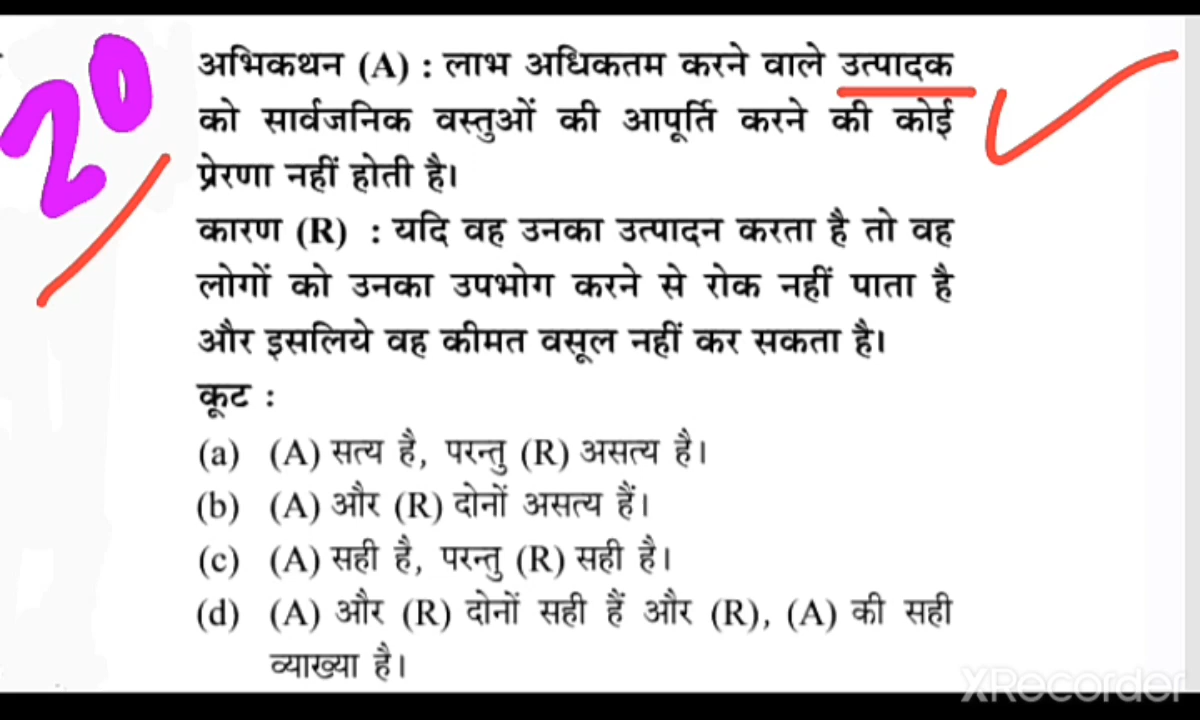 20
अभिकथन (A) : लाभ अधिकतम करने वाले उत्पादक
को सार्वजनिक वस्तुओं की आपूर्ति करने की कोई
प्रेरणा नहीं होती है।
कारण (R) : यदि वह उनका उत्पादन करता है तो वह
लोगों को उनका उपभोग करने से रोक नहीं पाता है
और इसलिये वह कीमत वसूल नहीं कर सकता है।
कूट :
(a) (A) सत्य है, परन्तु (R) असत्य है।
(b) (A) और (R) दोनों असत्य हैं।
(c) (A) सही है, परन्तु (R) सही है।
(d) (A) और (R) दोनों सही हैं और (R), (A) की सही
व्याख्या है।
XRecorder